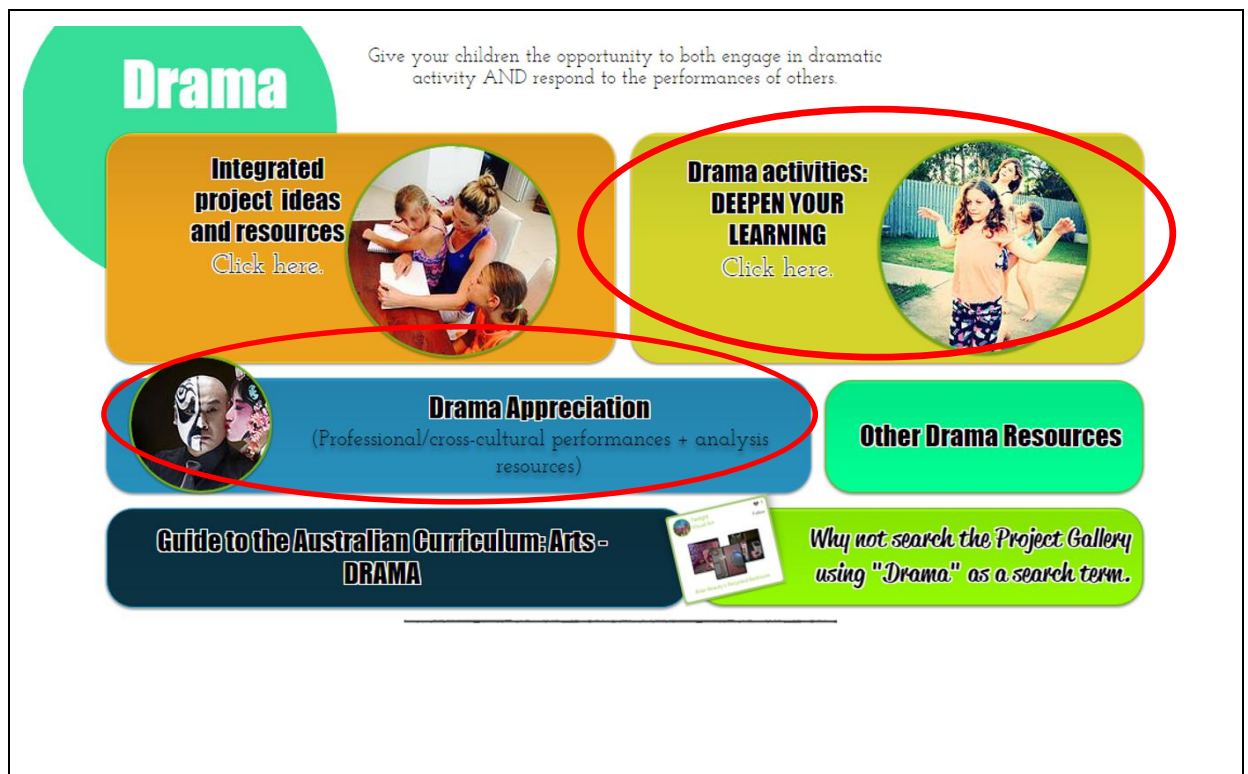 Drama
Give your children the opportunity to both engage in dramatic
activity AND respond to the performances of others.
Integrated
project ideas
and resources
Click here.
Drama activities:
DEEPEN YOUR
LEARNING
Click here.
Drama Appreciation
(Professional/cross-cultural performances + analysis
resources)
Other Drama Resources
Guide to the Australian Curriculum: Arts -
DRAMA
Why not search the Project Gallery
using "Drama" as a search term.